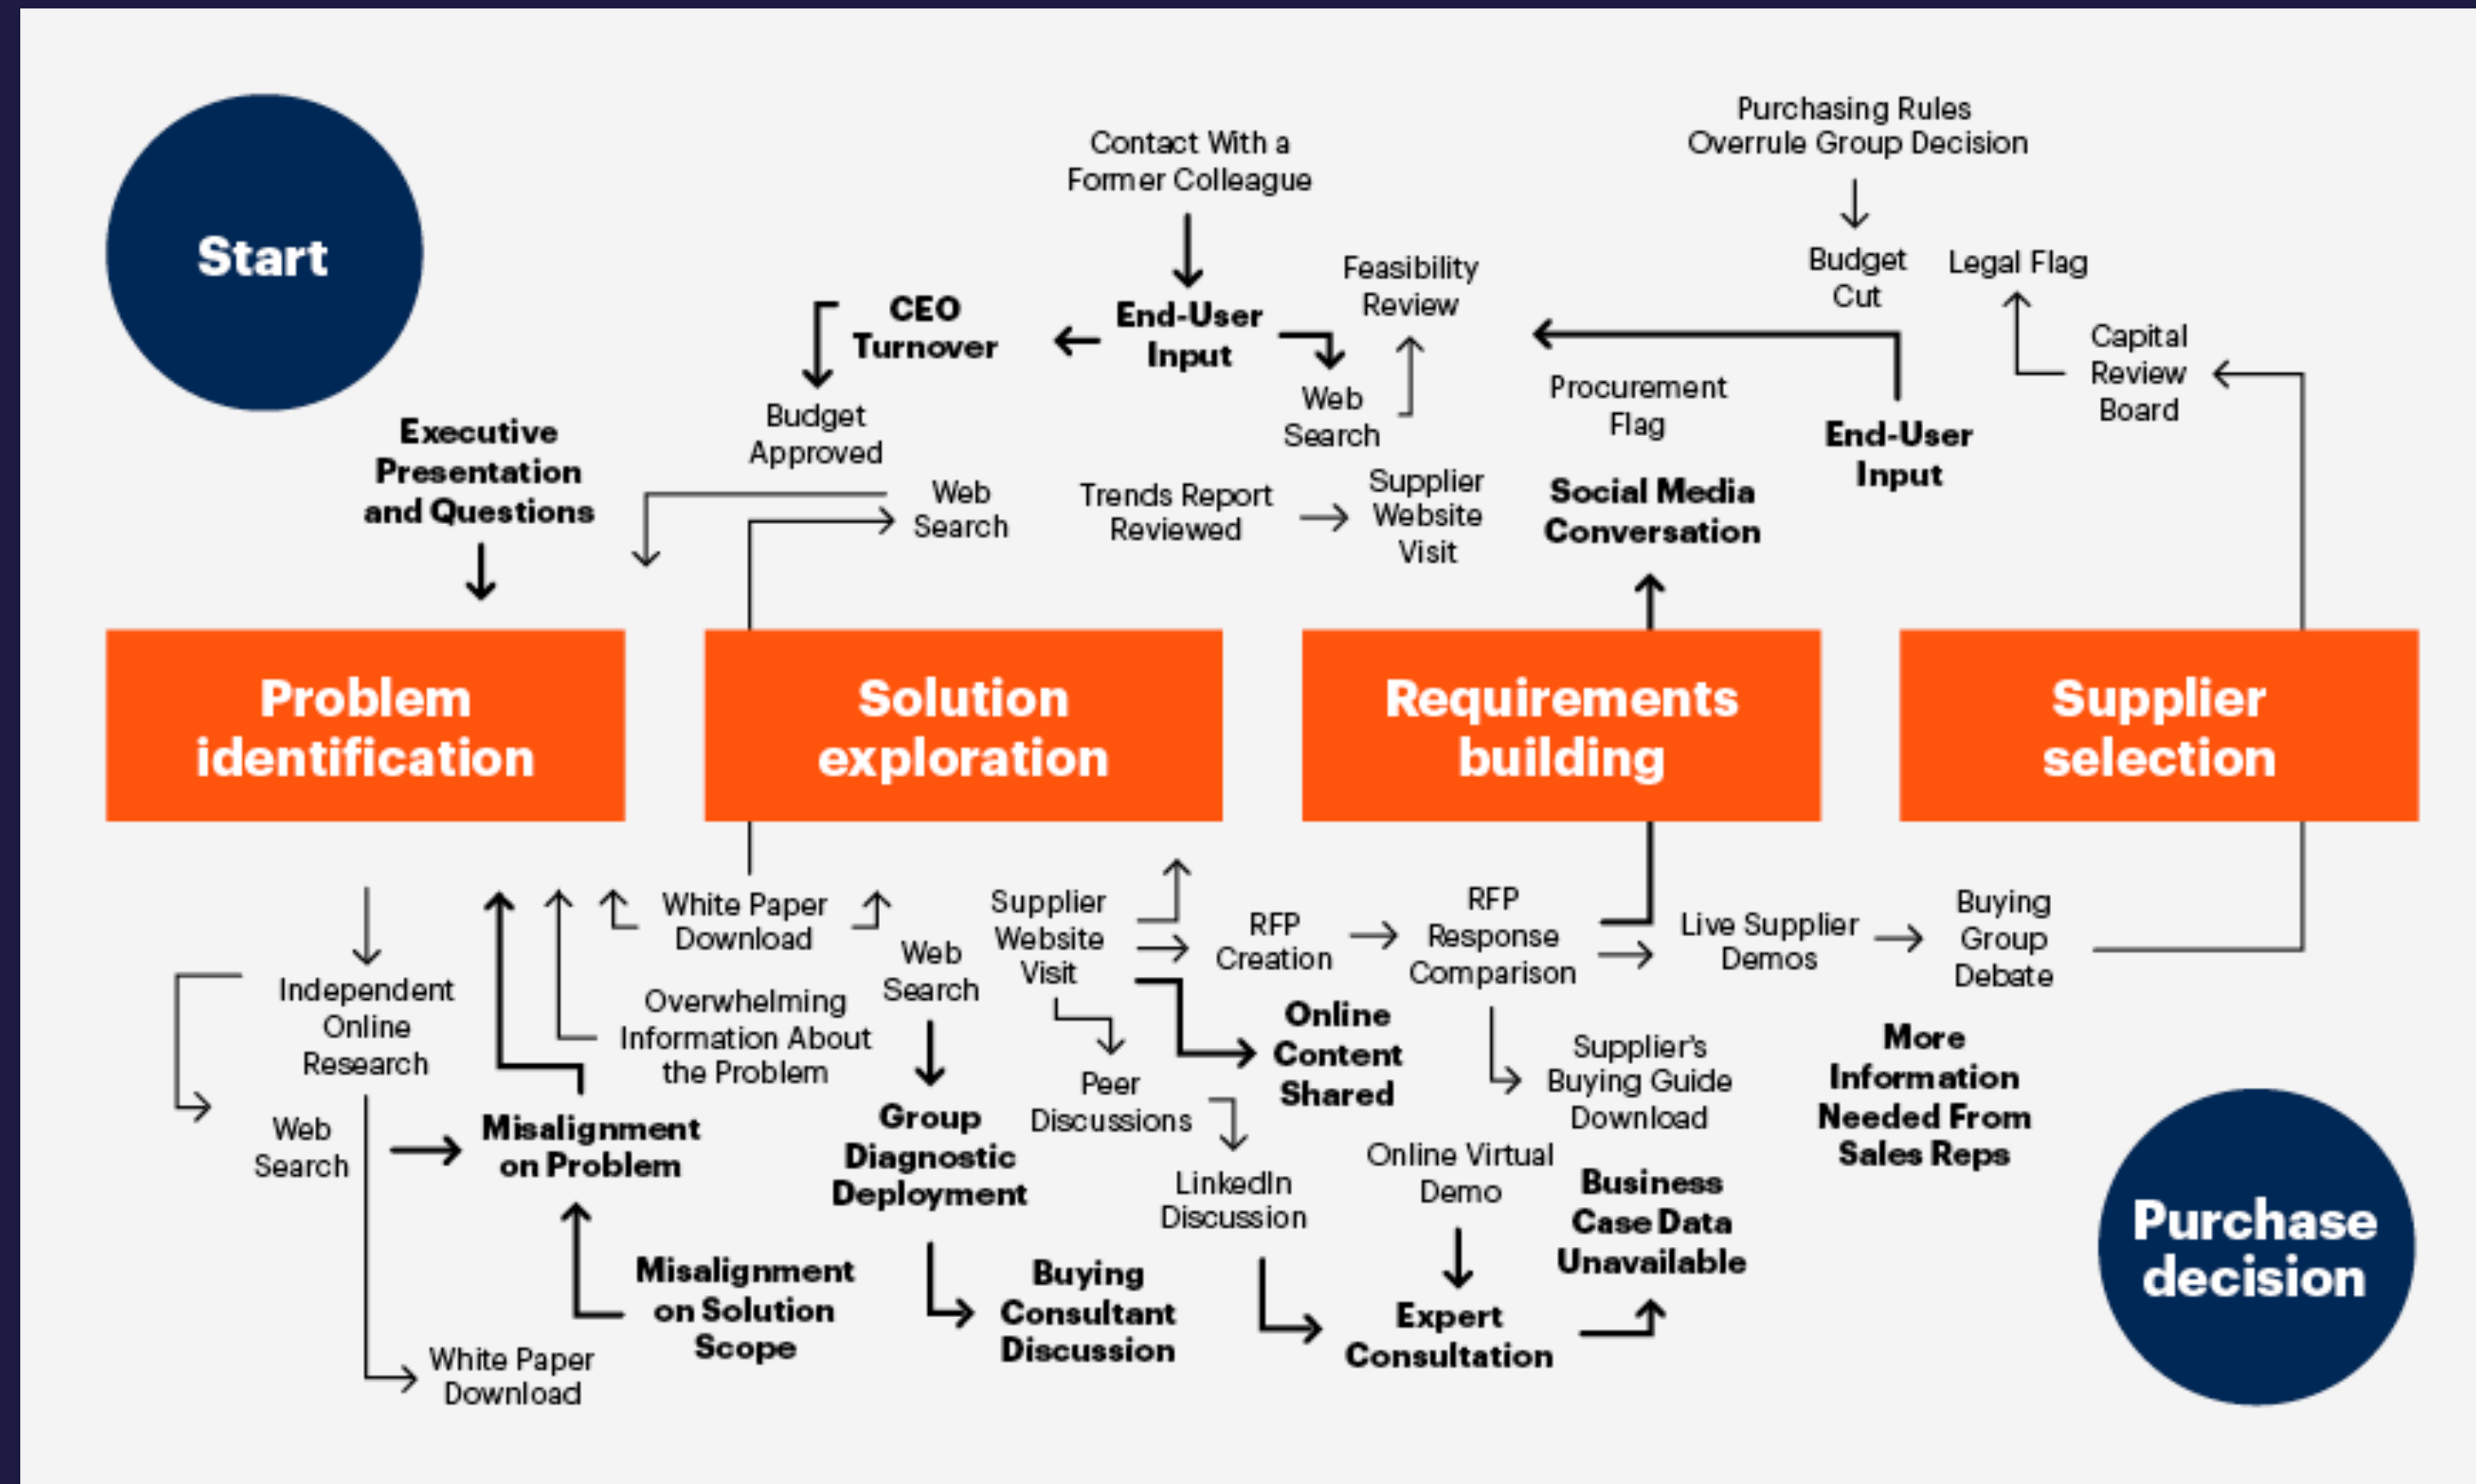 Start
Executive
Presentation
and Questions
Contact With a
Former Colleague
CEO
Turnover
End-User
Input
Feasibility
Review
Budget
Approved
Web
Search
Web
Search
Trends Report
Reviewed
Supplier
Website
Visit
Purchasing Rules
Overrule Group Decision
Budget
Cut
Legal Flag
Capital
Review
Board
Procurement
Flag
End-User
Input
Social Media
Conversation
Problem
identification
Solution
exploration
Requirements
building
Supplier
selection
Independent
Online
Research
Web
Search
Misalignment
on Problem
White Paper
Download
White Paper
Download
Overwhelming
Information About
the Problem
Misalignment
on Solution
Scope
Web
Search
Group
Diagnostic
Deployment
Buying
Consultant
Discussion
Supplier
Website
Visit
Peer
Discussions
LinkedIn
Discussion
RFP
Creation
Online
Content
Shared
RFP
Response
Comparison
Supplier's
Buying Guide
Download
Online Virtual
Demo
Expert
Consultation
Business
Case Data
Unavailable
Live Supplier
Demos
Buying
Group
Debate
More
Information
Needed From
Sales Reps
Purchase
decision